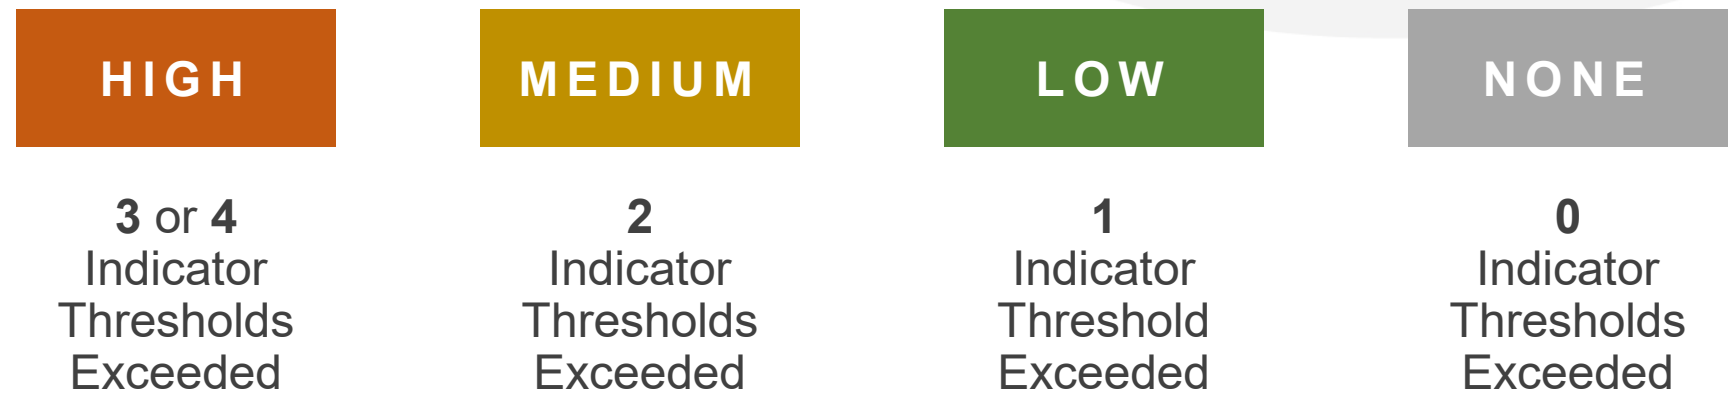 HIGH
3 or 4
Indicator
Thresholds
Exceeded
MEDIUM
2
Indicator
Thresholds
Exceeded
LOW
1
Indicator
Threshold
Exceeded
NONE
0
Indicator
Thresholds
Exceeded